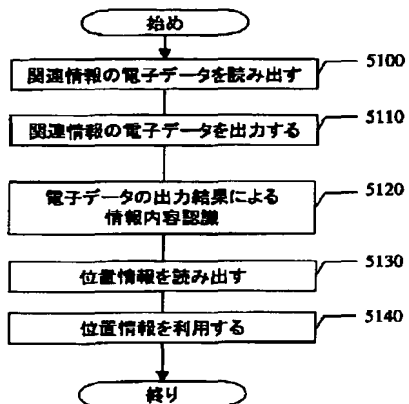 始め
関連情報の電子データを読み出す
5100
関連情報の電子データを出力する
5110
電子データの出力結果による
情報内容認識
5120
位置情報を読み出す
5130
位置情報を利用する
5140
終り